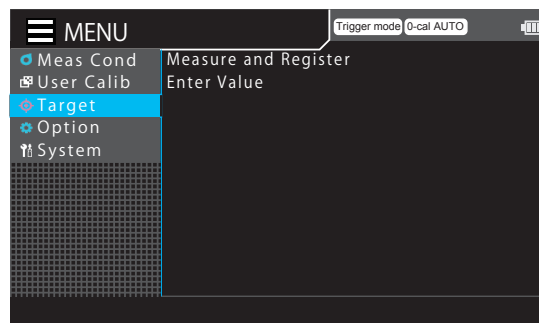 MENU
Trigger mode 0-cal AUTO
Meas Cond
User Calib
Target
Option
System
Measure and Register
Enter Value